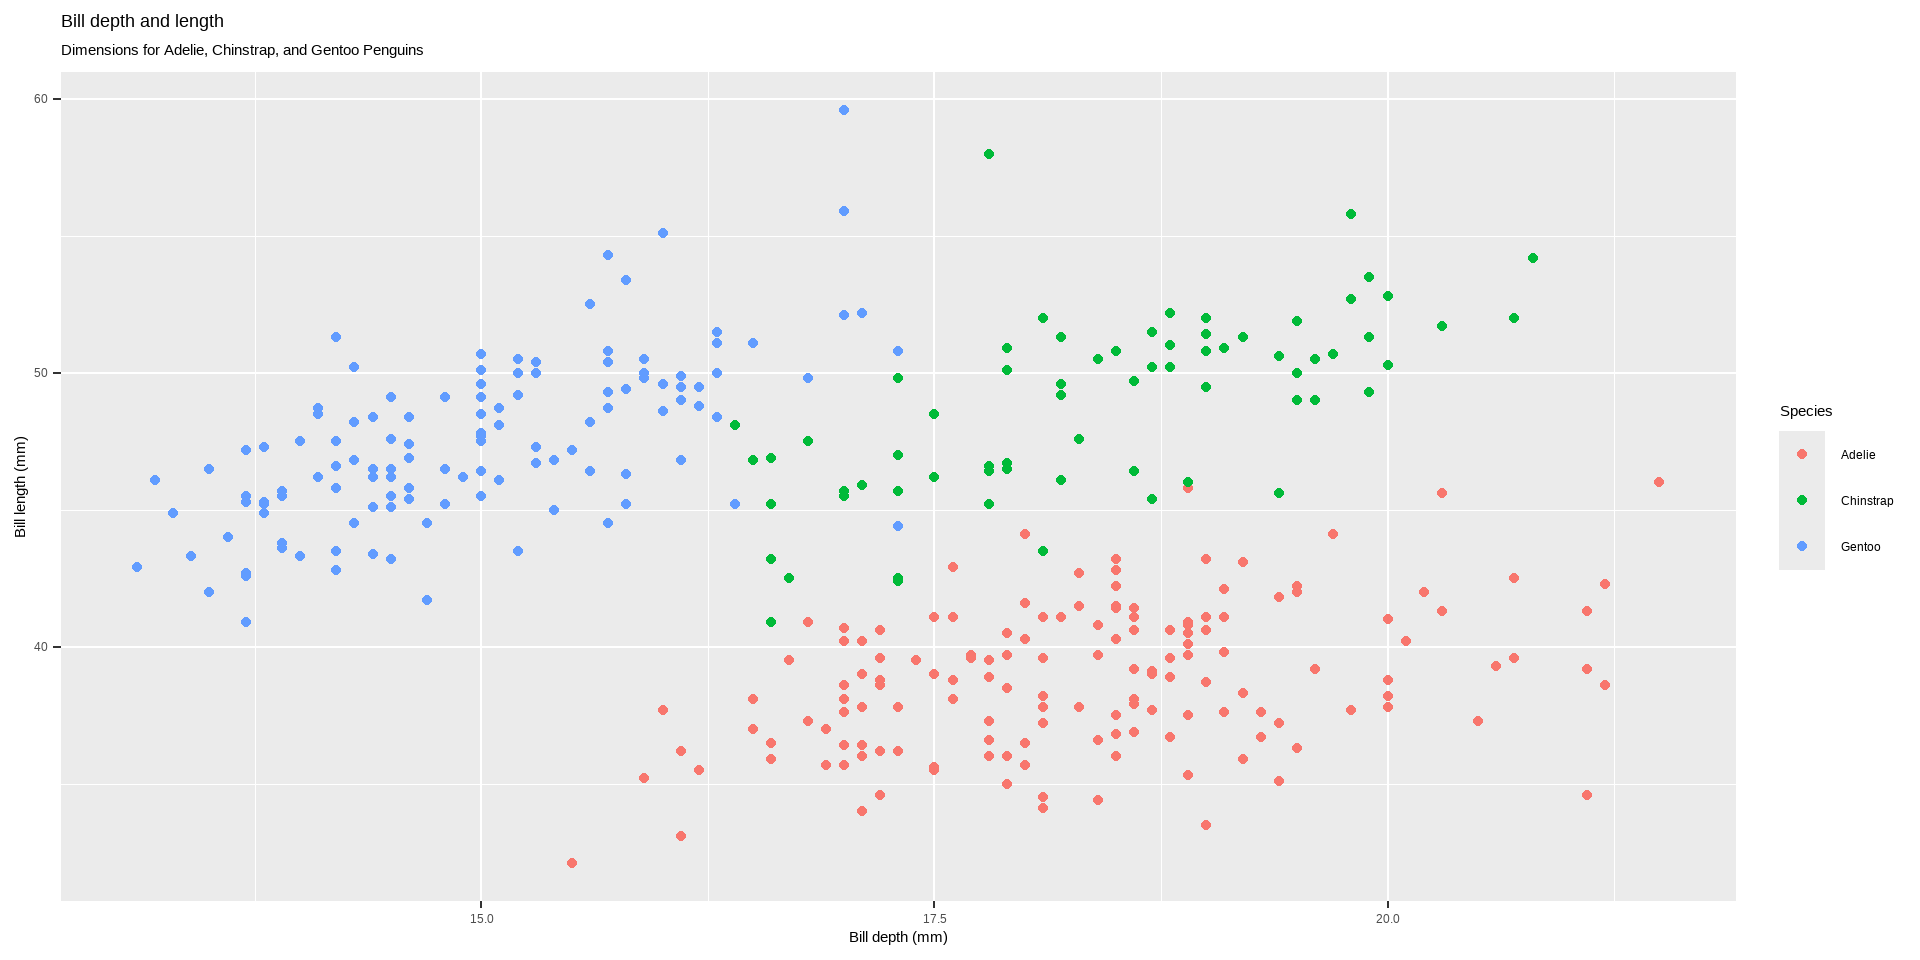 Bill depth and length
Dimensions for Adelie, Chinstrap, and Gentoo Penguins
60
50
40
Bill length (mm)
15.0
17.5
20.0
Bill depth (mm)
Species
Adelie
Chinstrap
Gentoo